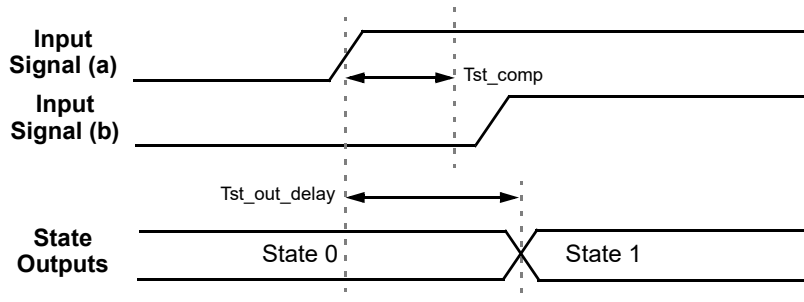 Input
Signal (a)
Tst_comp
Input
Signal (b)
Tst_out_delay
State
Outputs
State 0
State 1